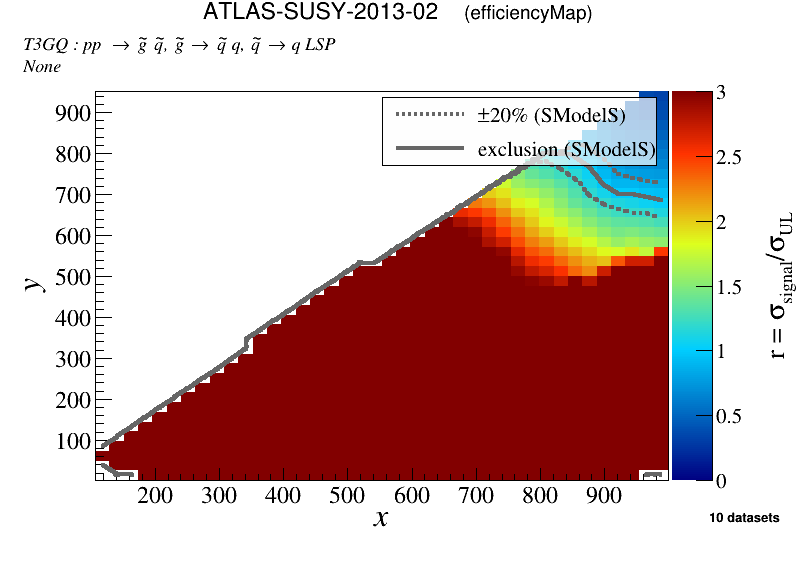 ATLAS-SUSY-2013-02 (efficiencyMap)
T3GQ : pp → g̃ q̃, g̃ → q̃ q, q̃ → q LSP
None
±20% (SModelS)
exclusion (SModelS)
900
800
700
600
500
400
300
200
100
y
200 300 400 500 600 700 800 900
x
3
2.5
2
1.5
1
0.5
0
r = σsignal/σUL
10 datasets